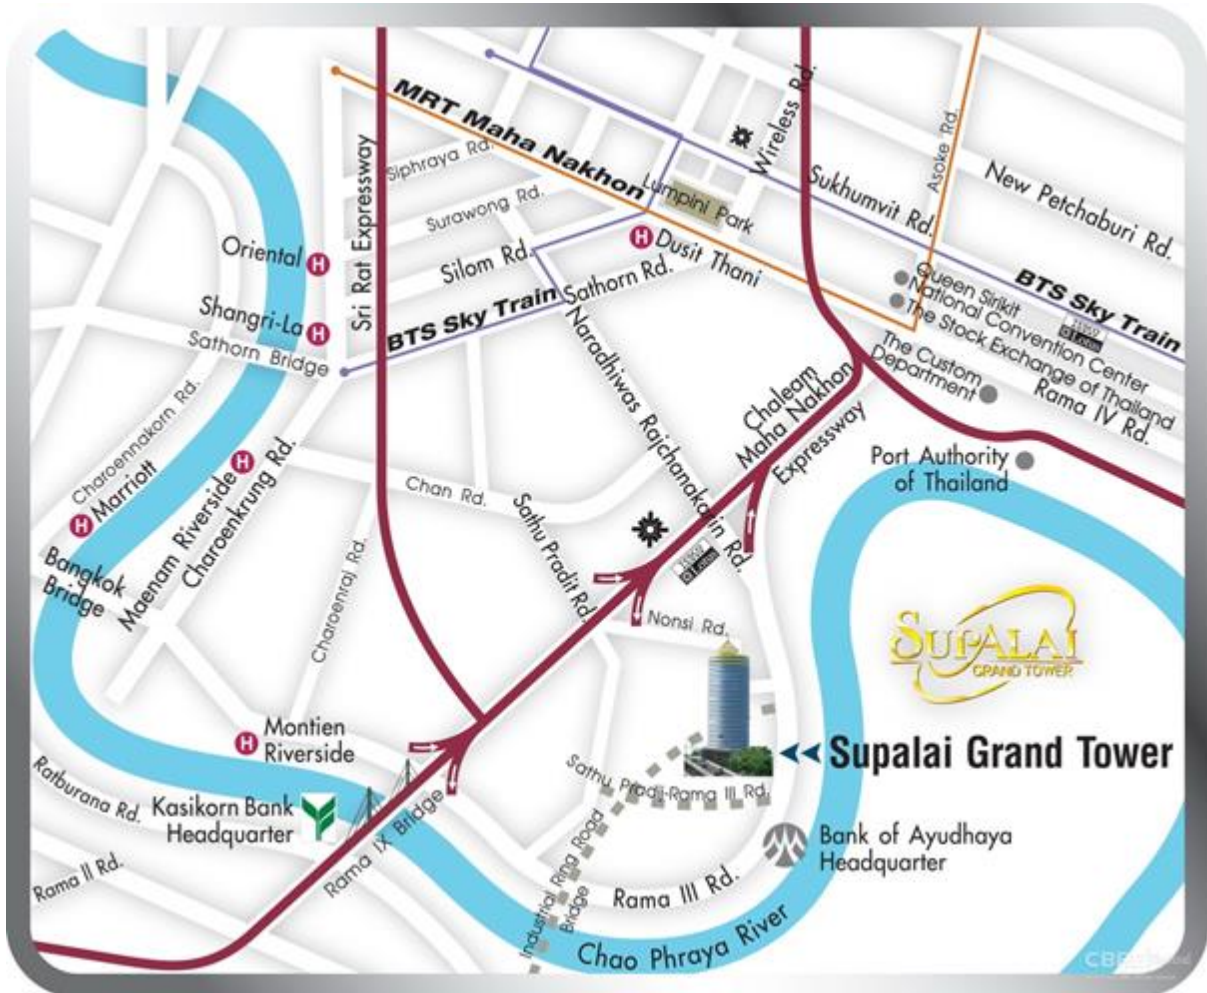 MRT Maha Nakhon
Wireless Rd.
Asoke Rd.
Siphraya Rd.
Sri Rat Expressway
Lumpini Park
Sukhumvit Rd.
New Petchaburi Rd.
Surawong Rd.
Oriental
H
H
Dusit Thani
Silom Rd.
Sathorn Rd.
Queen Sirikit
National Convention Center
BTS Sky Train
BTS Sky Train
Shangri-La
H
The Stock Exchange of Thailand
Sathorn Bridge
Naradhiwas Rajchanakarin Rd.
The Custom
Department
Rama IV Rd.
Charoennakorn Rd.
Chaleam
Maha Nakhon
Expressway
Port Authority
of Thailand
H
Marriott
H
Maenam Riverside
Charoenkrung Rd.
Chan Rd.
Sathu Pradit Rd.
Bangkok
Bridge
Charoenraj Rd.
Nonsi Rd.
SUPALAI
GRAND TOWER
H
Montien
Riverside
Supalai Grand Tower
Ratburana Rd.
Kasikorn Bank
Headquarter
Sathu Pradit-Rama III Rd.
Rama IX Bridge
Bank of Ayudhaya
Headquarter
Rama II Rd.
Industrial Ring Road
Bridge
Rama III Rd.
Chao Phraya River